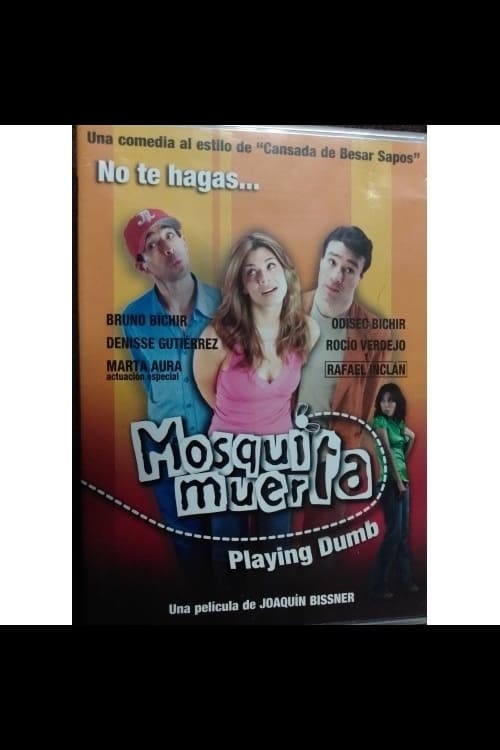 Una comedia al estilo de "Cansada de Besar Sapos"
No te hagas...
BRUNO BICHIR
DENISSE GUTIÉRREZ
MARTA AURA
actuación especial
ODISEO BICHIR
ROCÍO VERDEJO
RAFAEL INCLÁN
Mosquita
muerta
Playing Dumb
Una película de JOAQUÍN BISSNER